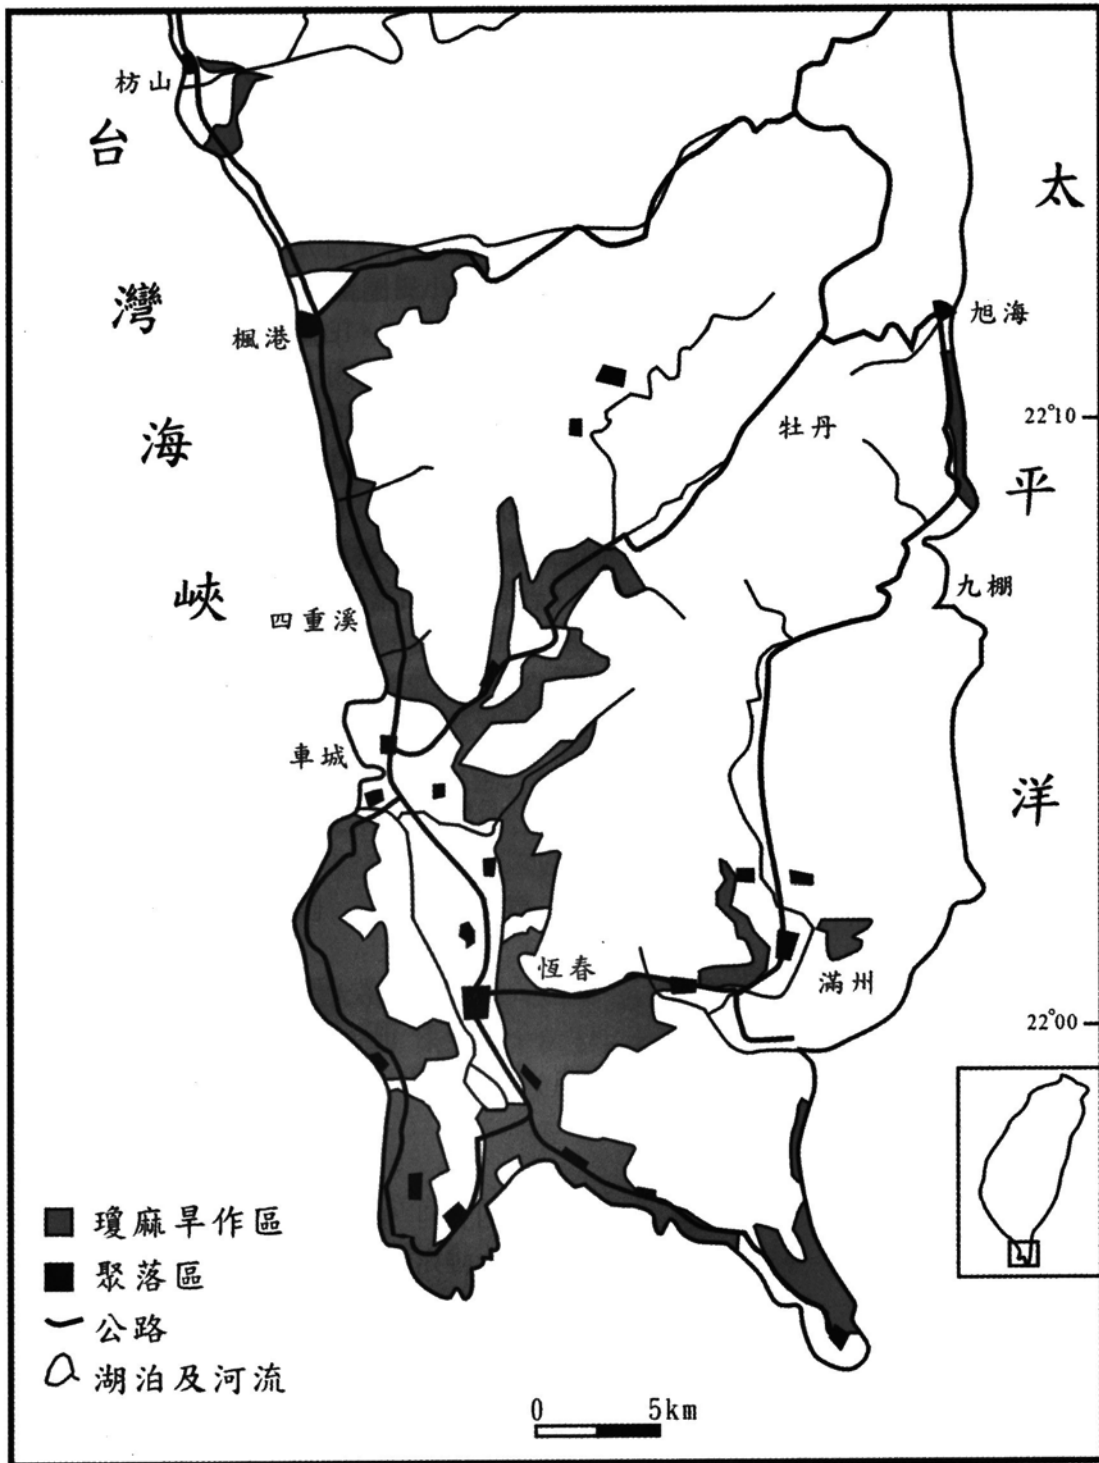 枋山
台灣海峽
太平洋
楓港
旭海
22°10
牡丹
九棚
四重溪
車城
恆春
滿州
22°00
瓊麻旱作區
聚落區
公路
湖泊及河流
0 5km